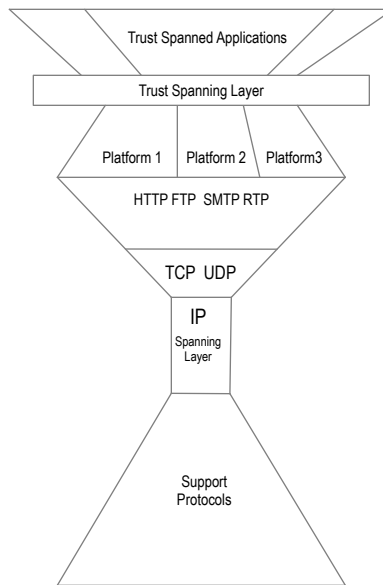 Trust Spanned Applications
Trust Spanning Layer
Platform 1 Platform 2 Platform3
HTTP FTP SMTP RTP
TCP UDP
IP
Spanning
Layer
Support
Protocols